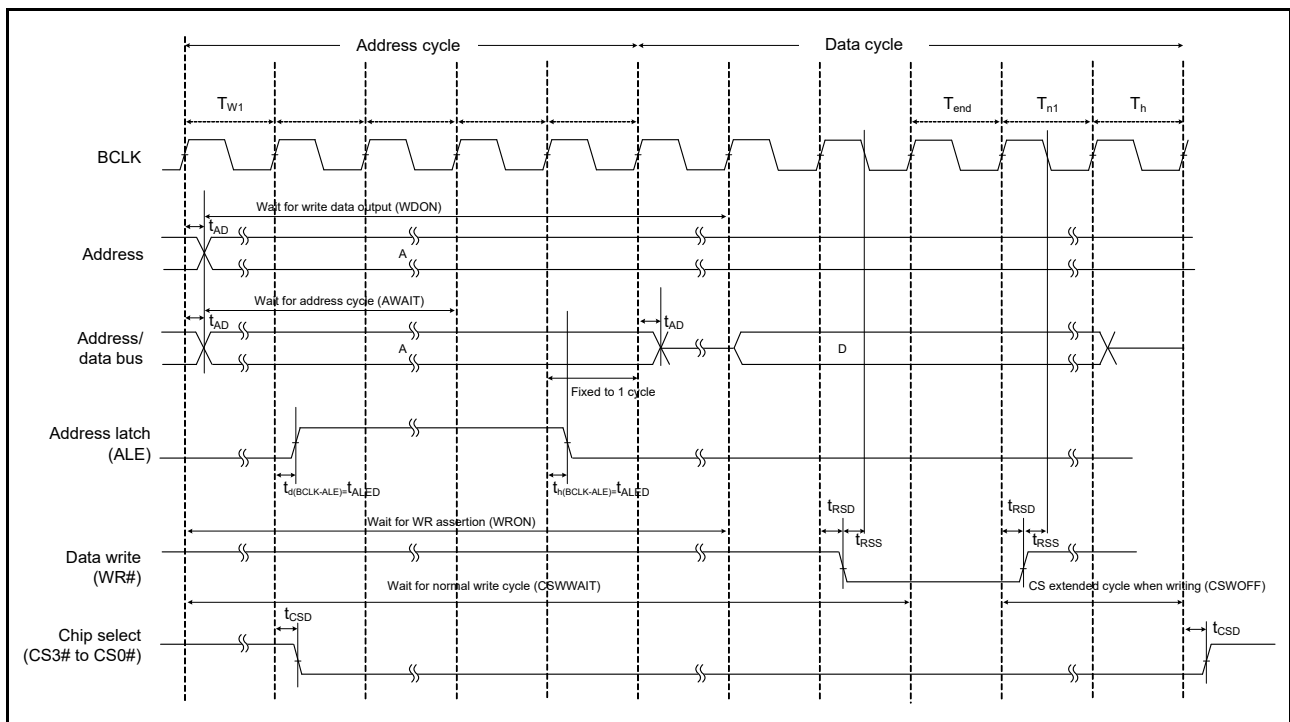 Address cycle
Data cycle
TW1
Tend
Tn1
Th
BCLK
Wait for write data output (WDON)
tAD
Address
A
Wait for address cycle (AWAIT)
tAD
tAD
Address/
data bus
A
D
Fixed to 1 cycle
Address latch
(ALE)
td(BCLK-ALE)=tALED
th(BCLK-ALE)=tALED
tRSD
tRSD
Wait for WR assertion (WRON)
tRSS
tRSS
Data write
(WR#)
Wait for normal write cycle (CSWWAIT)
CS extended cycle when writing (CSWOFF)
tCSD
tCSD
Chip select
(CS3# to CS0#)